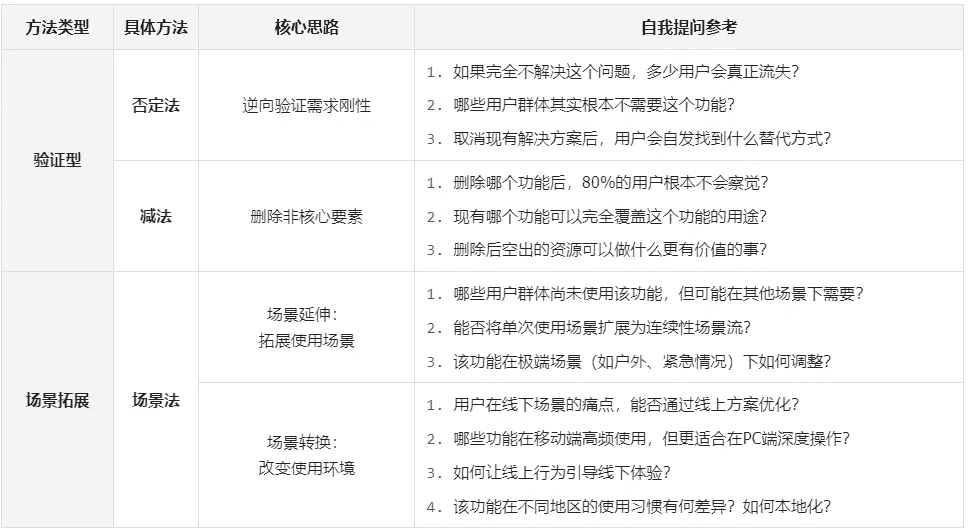 方法类型 具体方法 核心思路 自我提问参考
验证型
否定法
逆向验证需求刚性
1. 如果完全不解决这个问题，多少用户会真正流失？
2. 哪些用户群体其实根本不需要这个功能？
3. 取消现有解决方案后，用户会自发找到什么替代方式？
减法
删除非核心要素
1. 删除哪个功能后，80%的用户根本不会察觉？
2. 现有哪个功能可以完全覆盖这个功能的用途？
3. 删除后空出的资源可以做什么更有价值的事？
场景拓展
场景法
场景延伸：
拓展使用场景
1. 哪些用户群体尚未使用该功能，但可能在其他场景下需要？
2. 能否将单次使用场景扩展为连续性场景流？
3. 该功能在极端场景（如户外、紧急情况）下如何调整？
场景转换：
改变使用环境
1. 用户在线下场景的痛点，能否通过线上方案优化？
2. 哪些功能在移动端高频使用，但更适合在PC端深度操作？
3. 如何让线上行为引导线下体验？
4. 该功能在不同地区的使用习惯有何差异？如何本地化？